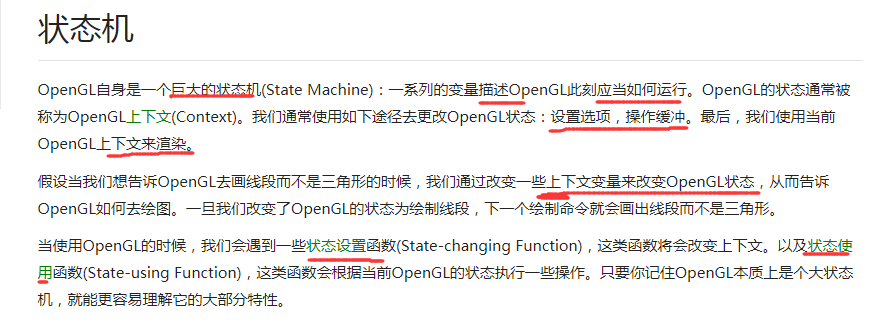 状态机
OpenGL自身是一个巨大的状态机(State Machine)：一系列的变量描述OpenGL此刻应当如何运行。OpenGL的状态通常被
称为OpenGL上下文(Context)。我们通常使用如下途径去更改OpenGL状态：设置选项，操作缓冲。最后，我们使用当前
OpenGL上下文来渲染。
假设当我们想告诉OpenGL去画线段而不是三角形的时候，我们通过改变一些上下文变量来改变OpenGL状态，从而告诉
OpenGL如何去绘图。一旦我们改变了OpenGL的状态为绘制线段，下一个绘制命令就会画出线段而不是三角形。
当使用OpenGL的时候，我们会遇到一些状态设置函数(State-changing Function)，这类函数将会改变上下文。以及状态使
用函数(State-using Function)，这类函数会根据当前OpenGL的状态执行一些操作。只要你记住OpenGL本质上是个大状态
机，就能更容易理解它的大部分特性。